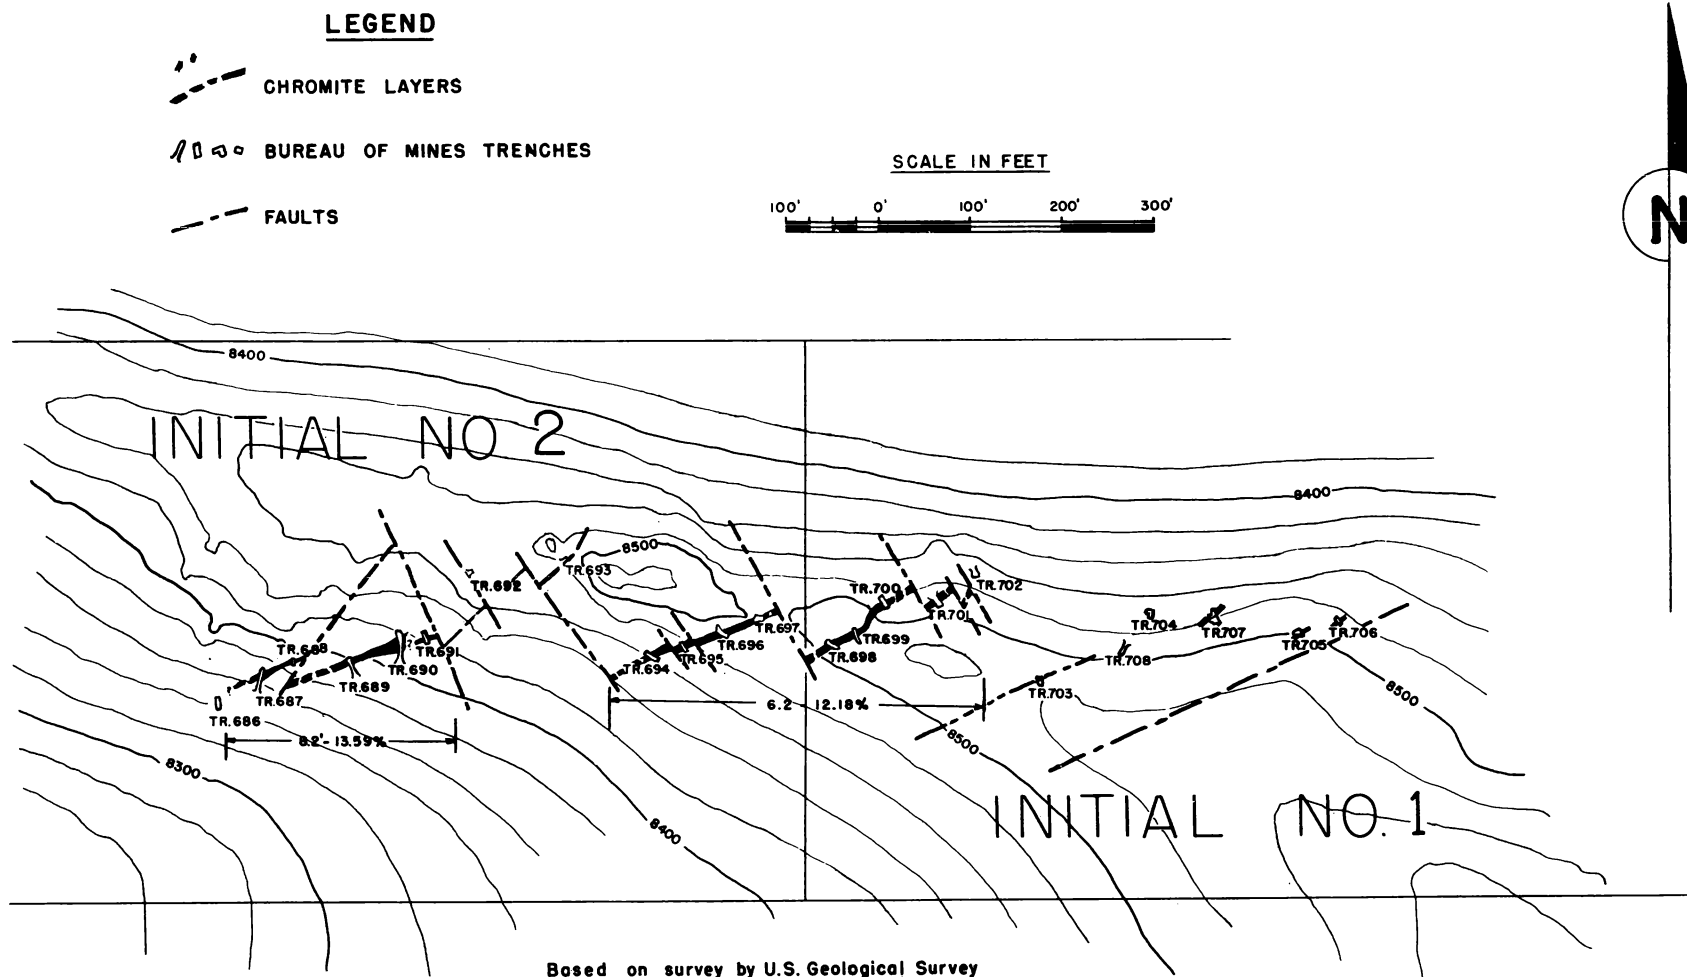 LEGEND
CHROMITE LAYERS
BUREAU OF MINES TRENCHES
FAULTS
SCALE IN FEET
100' 0' 100' 200' 300'
N
8400
INITIAL NO 2
8400
8500
TR.693
TR.692
TR.700
TR.702
TR.701
TR.704
TR.707
TR.706
TR.697
TR.696
TR.699
TR.705
TR.688
TR.691
TR.690
TR.695
TR.698
TR.708
TR.694
TR.689
TR.687
TR.703
8500
TR.686
6.2 - 12.18%
8.2'- 13.59%
8500
8300
INITIAL NO. 1
8400
Based on survey by U.S. Geological Survey